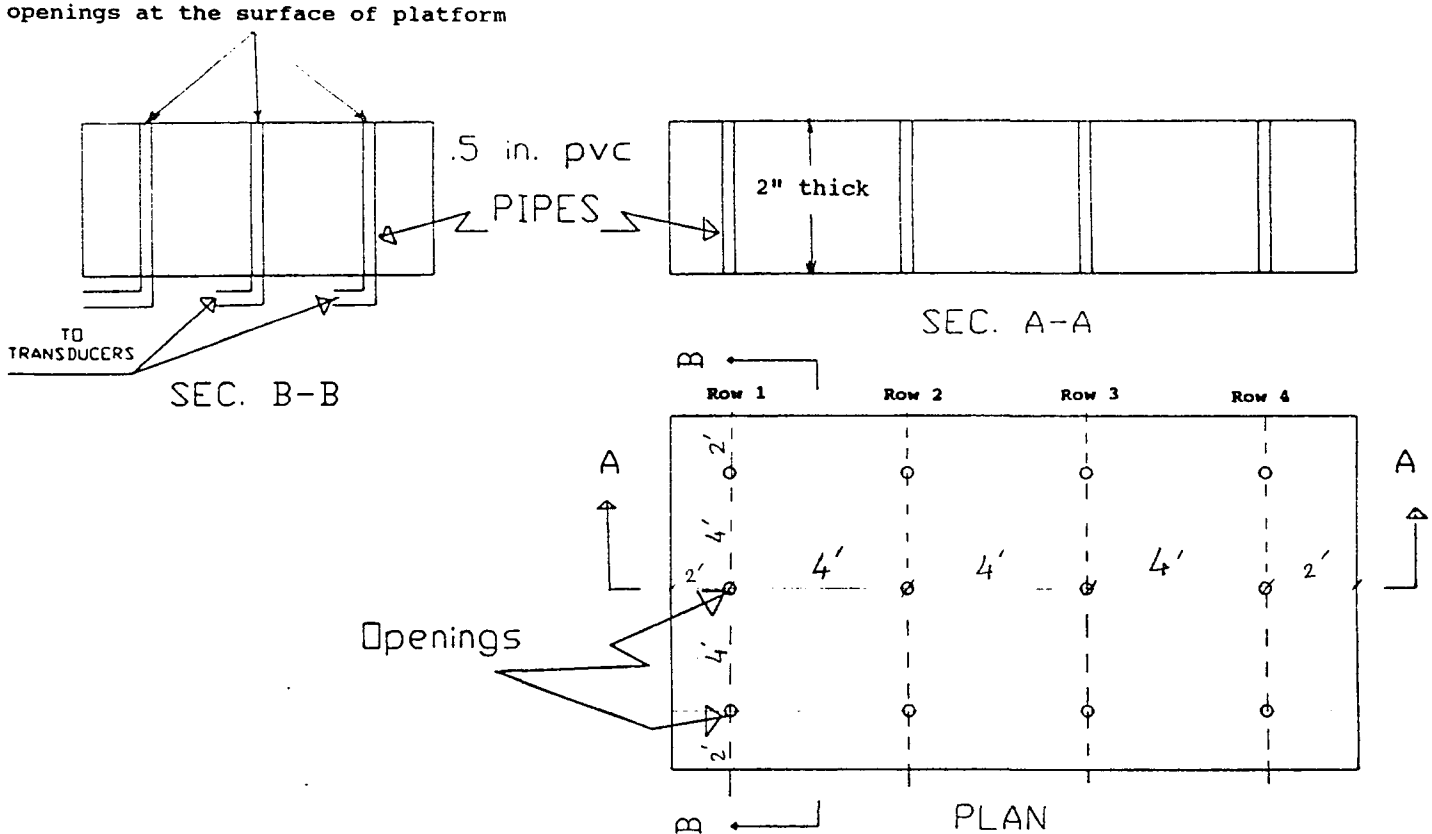 openings at the surface of platform
.5 in. pvc
PIPES
2" thick
TO
TRANSDUCERS
SEC. B-B
SEC. A-A
B
Row 1 Row 2 Row 3 Row 4
2'
A
A
4'
2'
4'
4'
4'
2'
Openings
4'
2'
B
PLAN